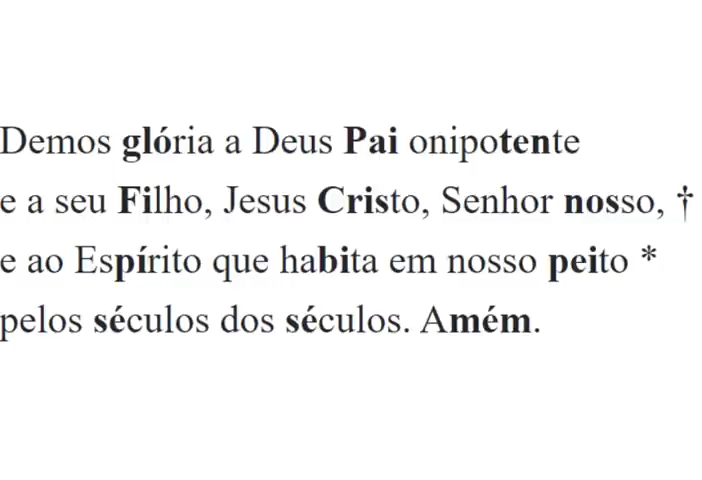 Demos glória a Deus Pai onipotente
e a seu Filho, Jesus Cristo, Senhor nosso, †
e ao Espírito que habita em nosso peito *
pelos séculos dos séculos. Amém.